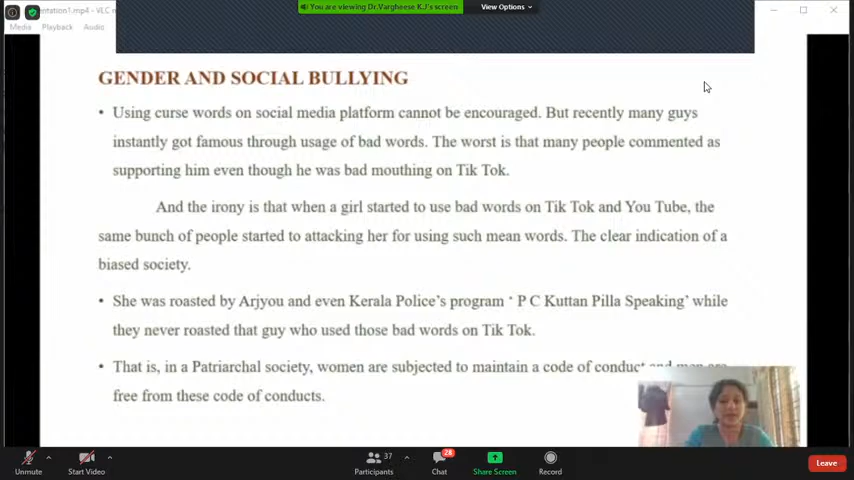 entation1.mp4 - VLC
You are viewing Dr.Vargheese K.J's screen
View Options
Media Playback Audio
GENDER AND SOCIAL BULLYING
• Using curse words on social media platform cannot be encouraged. But recently many guys
instantly got famous through usage of bad words. The worst is that many people commented as
supporting him even though he was bad mouthing on Tik Tok.
And the irony is that when a girl started to use bad words on Tik Tok and You Tube, the
same bunch of people started to attacking her for using such mean words. The clear indication of a
biased society.
• She was roasted by Arjyou and even Kerala Police's program ‘ P C Kuttan Pilla Speaking’ while
they never roasted that guy who used those bad words on Tik Tok.
• That is, in a Patriarchal society, women are subjected to maintain a code of conduct and men are
free from these code of conducts.
Unmute
Start Video
Participants
37
Chat
28
Share Screen
Record
Leave